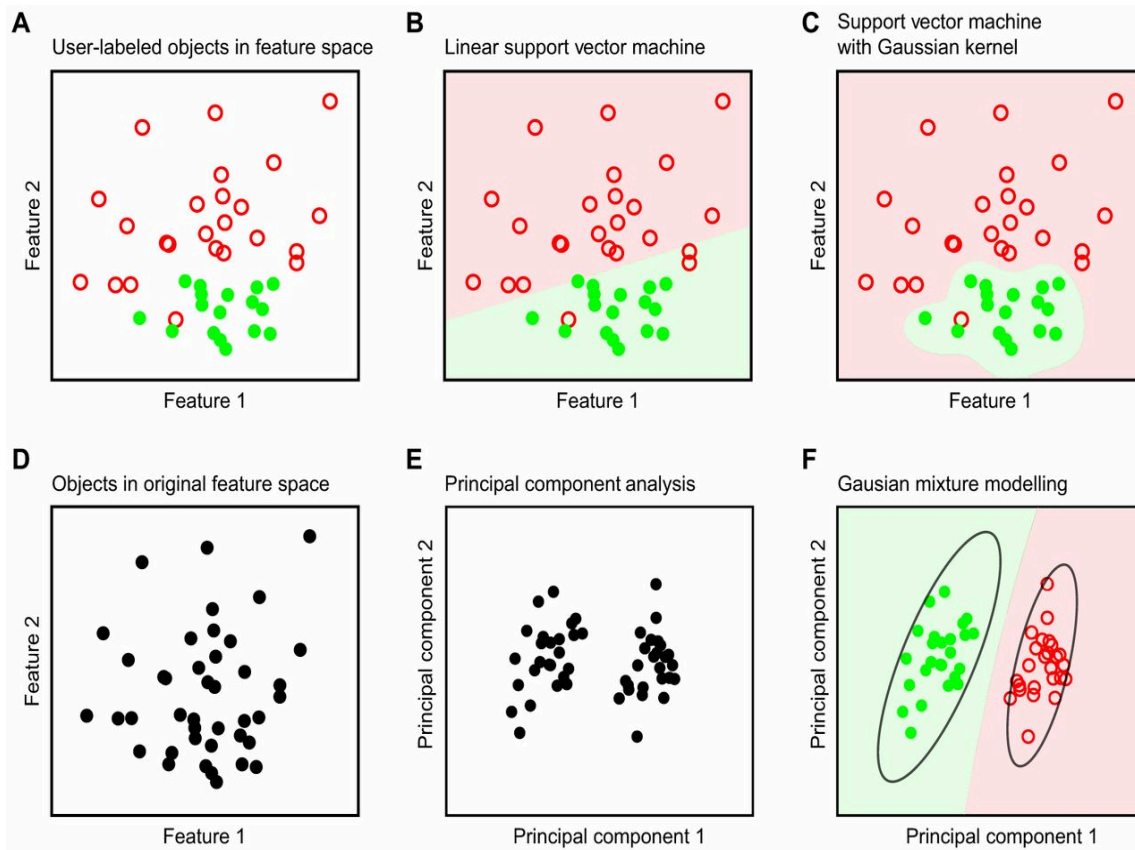 A
User-labeled objects in feature space
Feature 2
Feature 1
B
Linear support vector machine
Feature 2
Feature 1
C
Support vector machine
with Gaussian kernel
Feature 2
Feature 1
D
Objects in original feature space
Feature 2
Feature 1
E
Principal component analysis
Principal component 2
Principal component 1
F
Gausian mixture modelling
Principal component 2
Principal component 1